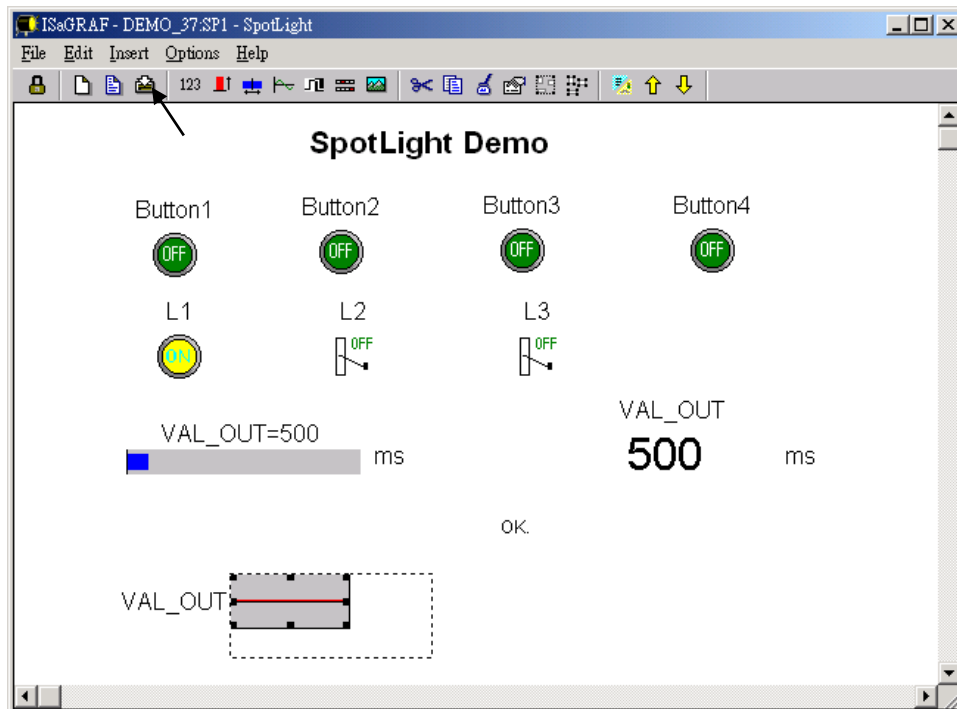 ISaGRAF - DEMO_37:SP1 - SpotLight
File Edit Insert Options Help
123
SpotLight Demo
Button1 Button2 Button3 Button4
OFF OFF OFF OFF
L1 L2 L3
ON OFF OFF
VAL_OUT=500 ms
VAL_OUT
500 ms
OK.
VAL_OUT